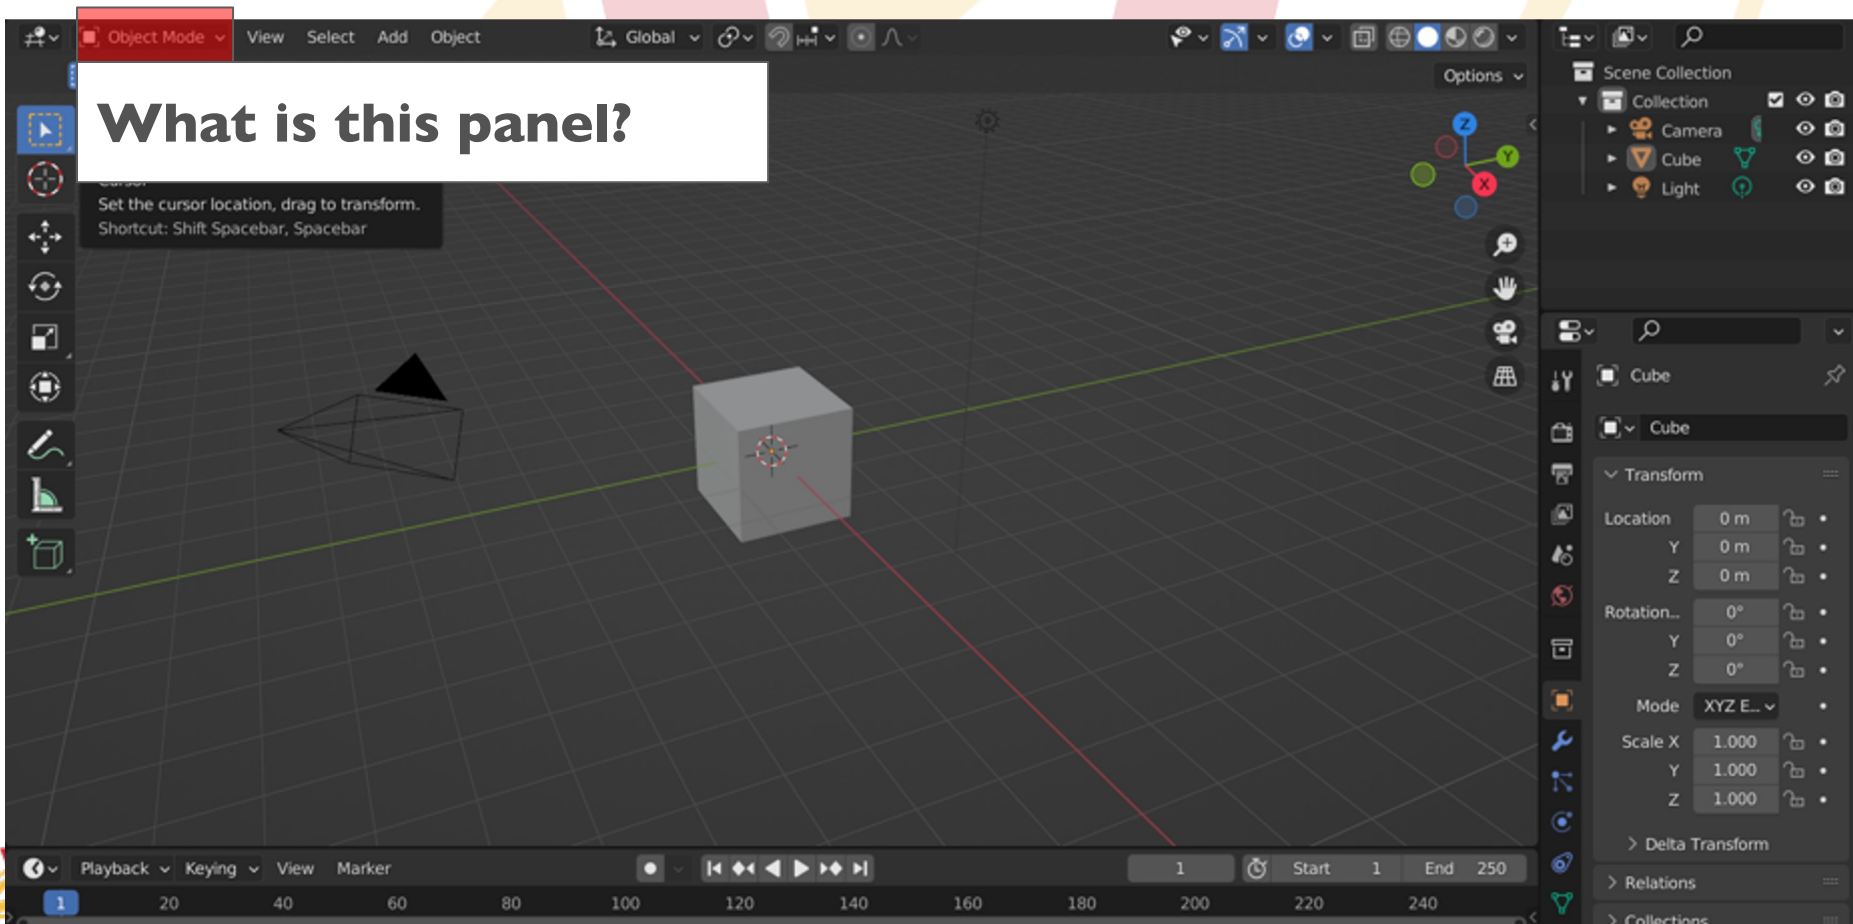 Object Mode View Select Add Object Global
Options
What is this panel?
Set the cursor location, drag to transform.
Shortcut: Shift Spacebar, Spacebar
Z
Y
X
Scene Collection
Collection
Camera
Cube
Light
Cube
Cube
Transform
Location 0 m
Y 0 m
Z 0 m
Rotation... 0°
Y 0°
Z 0°
Mode XYZ E...
Scale X 1.000
Y 1.000
Z 1.000
Delta Transform
Relations
Collections
Playback Keying View Marker 1 Start 1 End 250
1 20 40 60 80 100 120 140 160 180 200 220 240